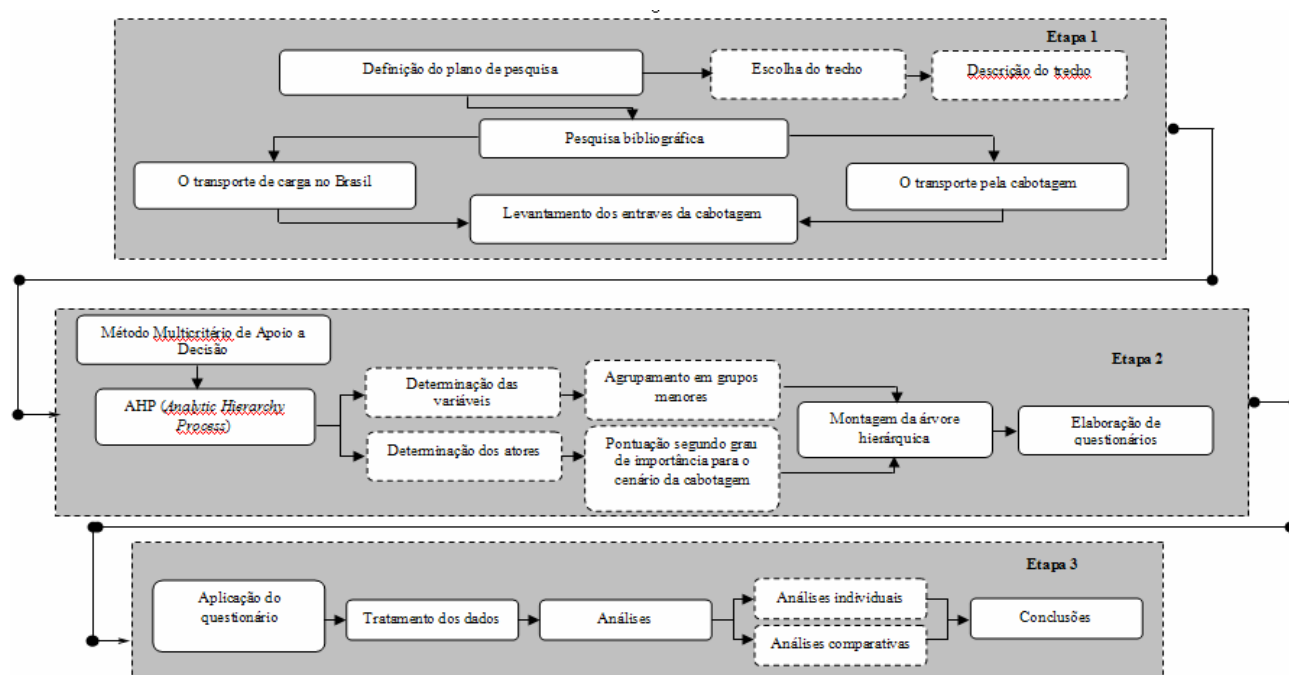 Etapa 1
Definição do plano de pesquisa
Escolha do trecho
Descrição do trecho
Pesquisa bibliográfica
O transporte de carga no Brasil
O transporte pela cabotagem
Levantamento dos entraves da cabotagem
Etapa 2
Método Multicritério de Apoio a
Decisão
AHP (Analytic Hierarchy
Process)
Determinação das
variáveis
Agrupamento em grupos
menores
Determinação dos atores
Pontuação segundo grau
de importância para o
cenário da cabotagem
Montagem da árvore
hierárquica
Elaboração de
questionários
Etapa 3
Aplicação do
questionário
Tratamento dos dados
Análises
Análises individuais
Análises comparativas
Conclusões